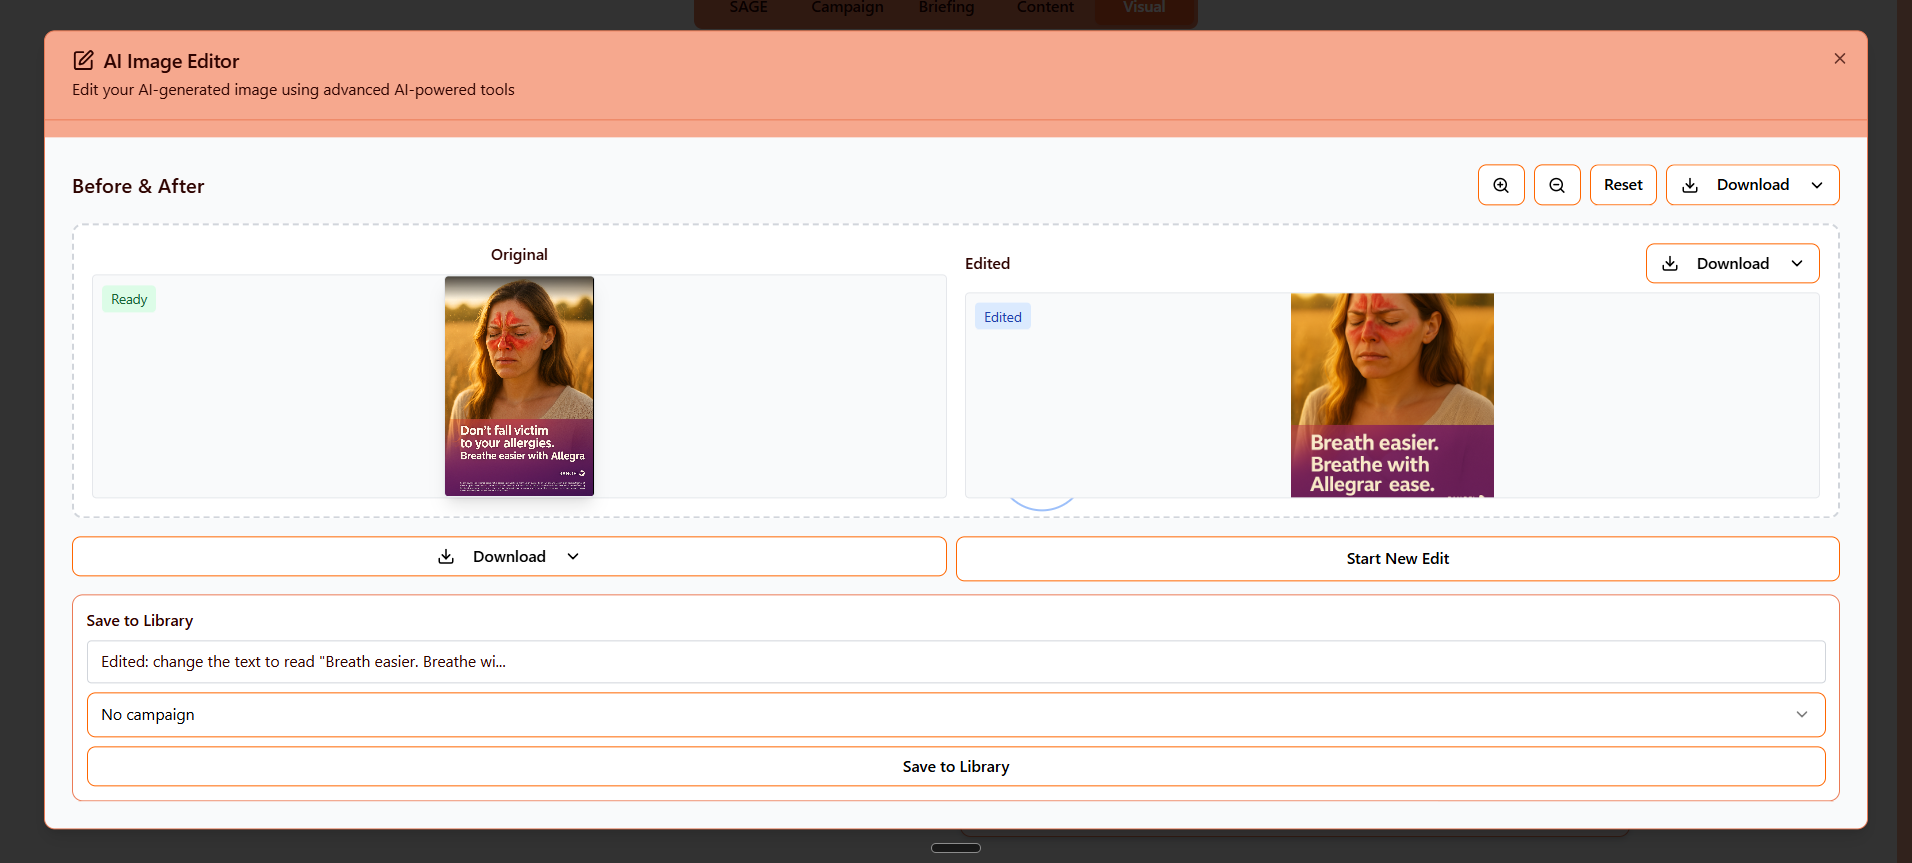 SAGE
Campaign
Briefing
Content
Visual
AI Image Editor
Edit your AI-generated image using advanced AI-powered tools
Before & After
Reset
Download
Original
Ready
Don't fall victim
to your allergies.
Breathe easier with Allegra
Edited
Download
Edited
Breath easier.
Breathe with
Allegrar ease.
Download
Start New Edit
Save to Library
Edited: change the text to read "Breath easier. Breathe wi...
No campaign
Save to Library